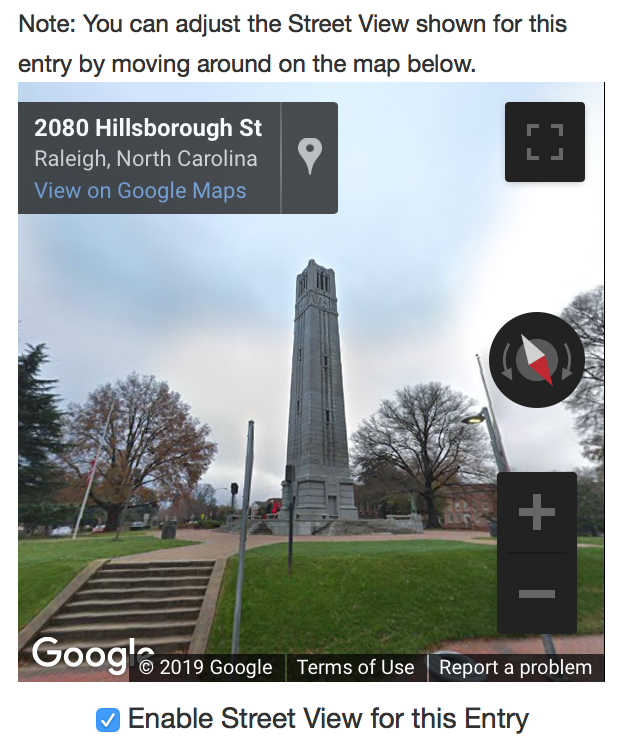 Note: You can adjust the Street View shown for this
entry by moving around on the map below.
2080 Hillsborough St
Raleigh, North Carolina
View on Google Maps
Google
© 2019 Google
Terms of Use
Report a problem
Enable Street View for this Entry